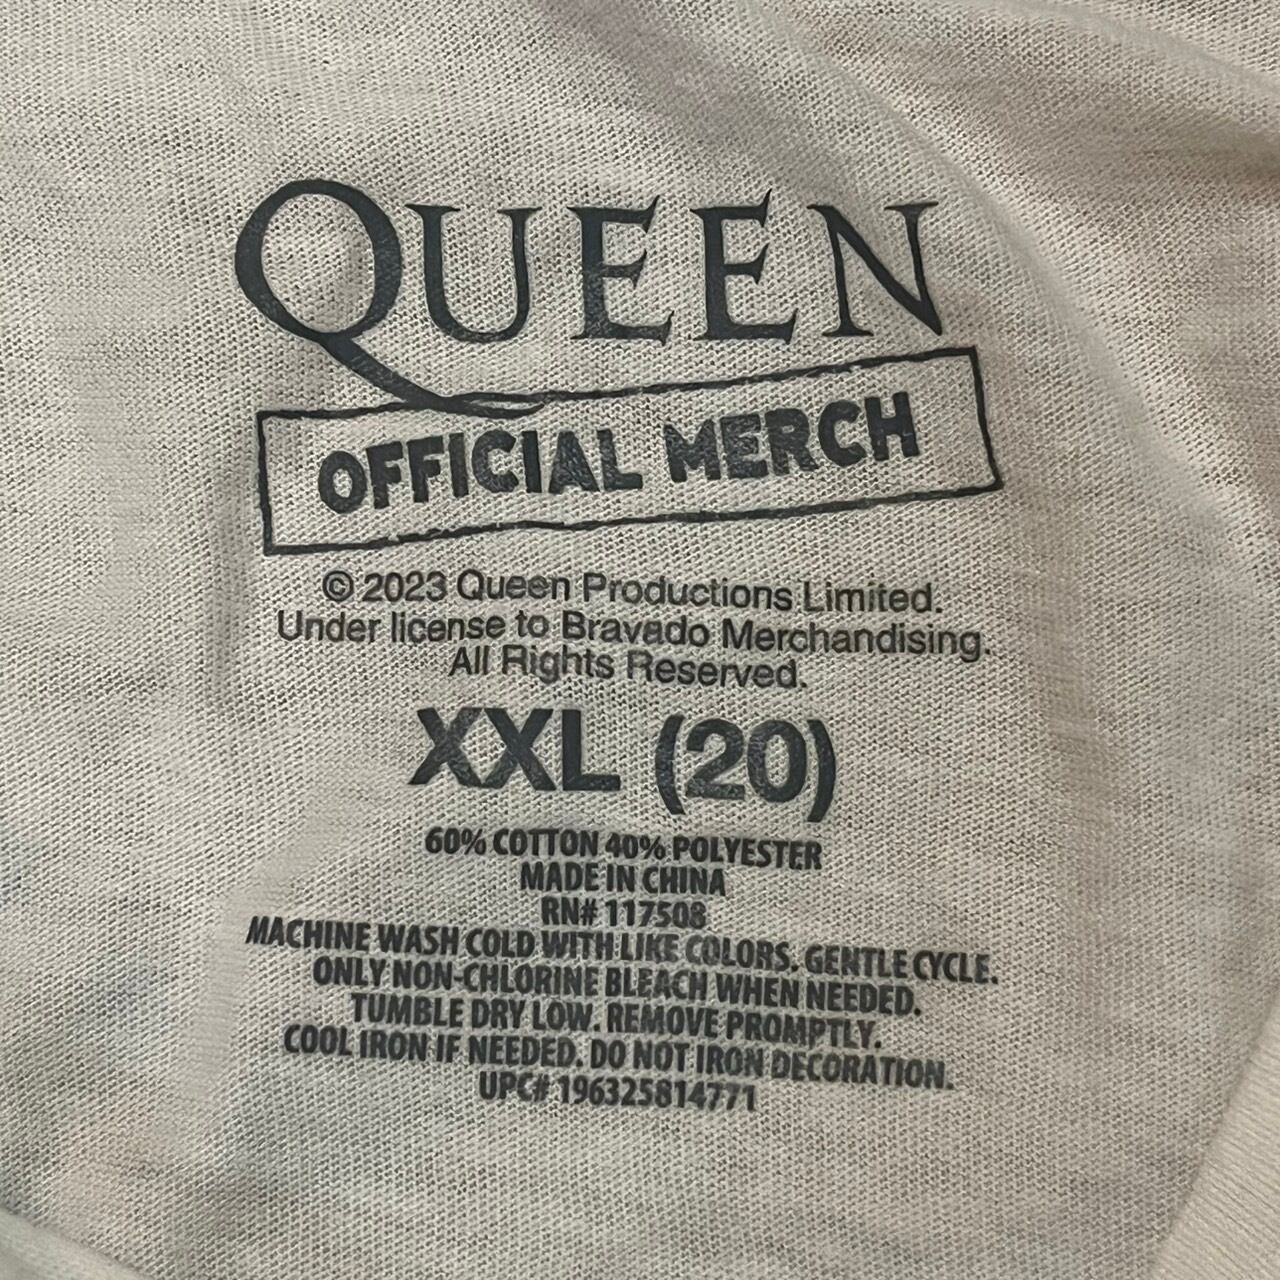 QUEEN
OFFICIAL MERCH
© 2023 Queen Productions Limited.
Under license to Bravado Merchandising.
All Rights Reserved.
XXL (20)
60% COTTON 40% POLYESTER
MADE IN CHINA
RN# 117508
MACHINE WASH COLD WITH LIKE COLORS. GENTLE CYCLE.
ONLY NON-CHLORINE BLEACH WHEN NEEDED.
TUMBLE DRY LOW. REMOVE PROMPTLY.
COOL IRON IF NEEDED. DO NOT IRON DECORATION.
UPC# 196325814771